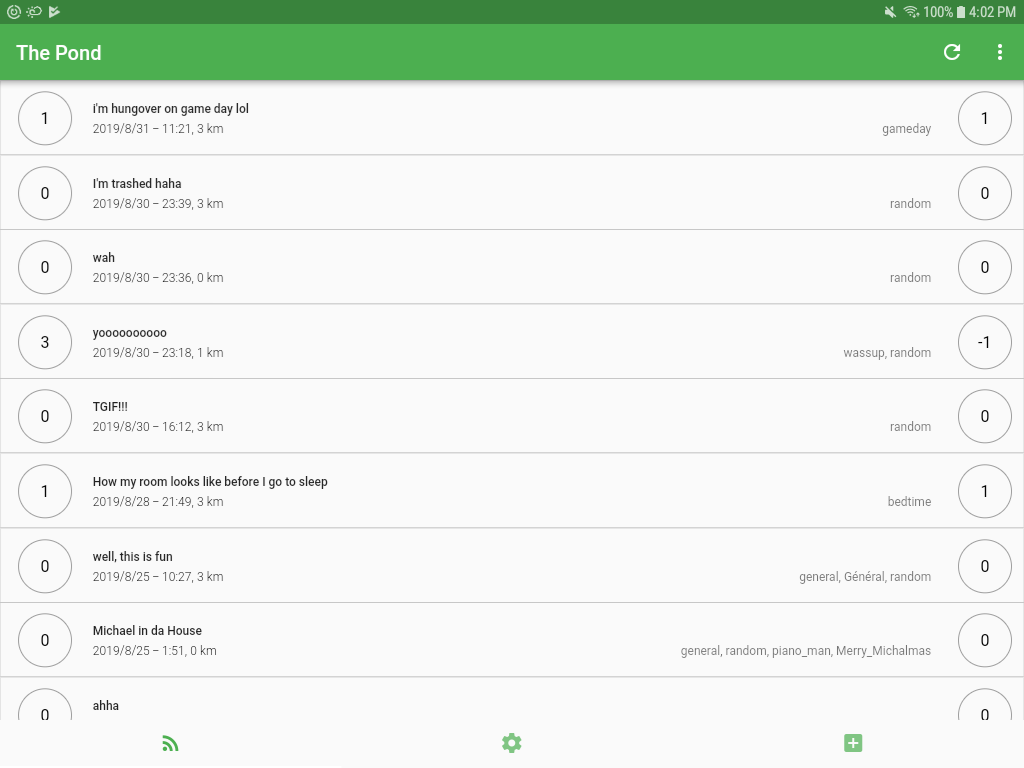 100% 4:02 PM
The Pond
1 i'm hungover on game day lol 1
2019/8/31 – 11:21, 3 km gameday
0 I'm trashed haha 0
2019/8/30 – 23:39, 3 km random
0 wah 0
2019/8/30 – 23:36, 0 km random
3 yoooooooooo -1
2019/8/30 – 23:18, 1 km wassup, random
0 TGIF!!! 0
2019/8/30 – 16:12, 3 km random
1 How my room looks like before I go to sleep 1
2019/8/28 – 21:49, 3 km bedtime
0 well, this is fun 0
2019/8/25 – 10:27, 3 km general, Général, random
0 Michael in da House 0
2019/8/25 – 1:51, 0 km general, random, piano_man, Merry_Michalmas
0 ahha 0